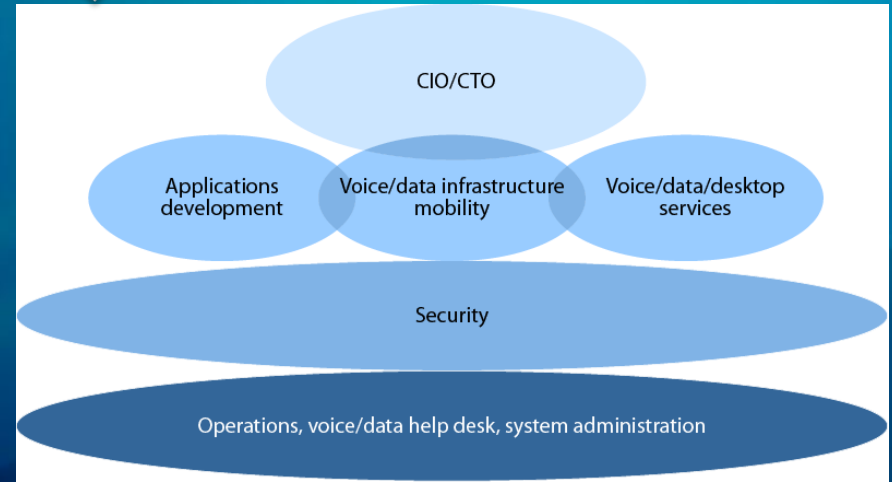 CIO/CTO
Applications
development
Voice/data infrastructure
mobility
Voice/data/desktop
services
Security
Operations, voice/data help desk, system administration